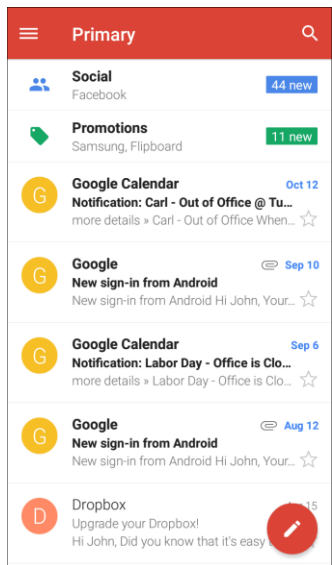 Primary
Social
Facebook
44 new
Promotions
Samsung, Flipboard
11 new
G
Google Calendar
Oct 12
Notification: Carl - Out of Office @ Tu...
more details » Carl - Out of Office When...
G
Google
Sep 10
New sign-in from Android
New sign-in from Android Hi John, Your...
G
Google Calendar
Sep 6
Notification: Labor Day - Office is Clo...
more details » Labor Day - Office is Clo...
G
Google
Aug 12
New sign-in from Android
New sign-in from Android Hi John, Your...
D
Dropbox
15
Upgrade your Dropbox!
Hi John, Did you know that it's easy